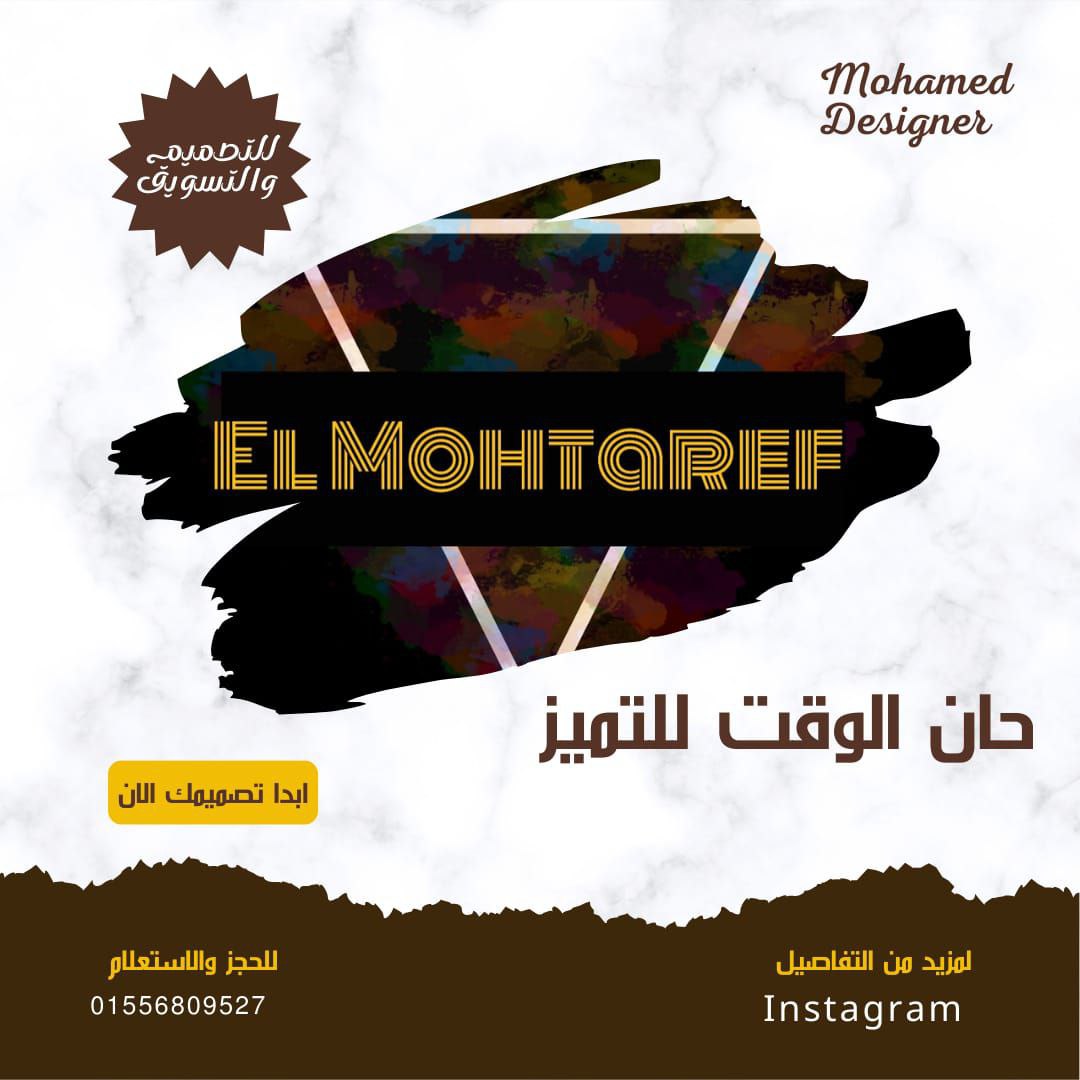 Mohamed
Designer
للتصميم
والتسويق
El Mohtaref
حان الوقت للتميز
ابدا تصميمك الان
لمزيد من التفاصيل
Instagram
للحجز والاستعلام
01556809527